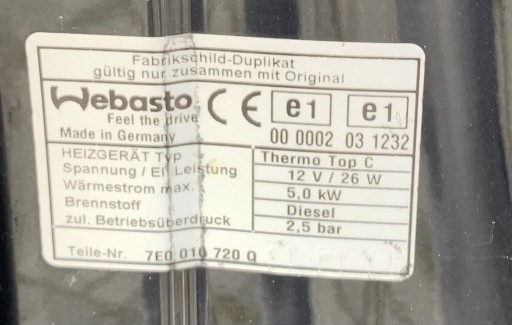 Fabrikschild-Duplikat
gültig nur zusammen mit Original
Webasto CE e1 e1
Feel the drive
Made in Germany 00 0002 03 1232
HEIZGERÄT Typ Thermo Top C
Spannung / El. Leistung 12 V / 26 W
Wärmestrom max. 5,0 kW
Brennstoff Diesel
zul. Betriebsüberdruck 2,5 bar
Teile-Nr. 7E0 010 720 Q